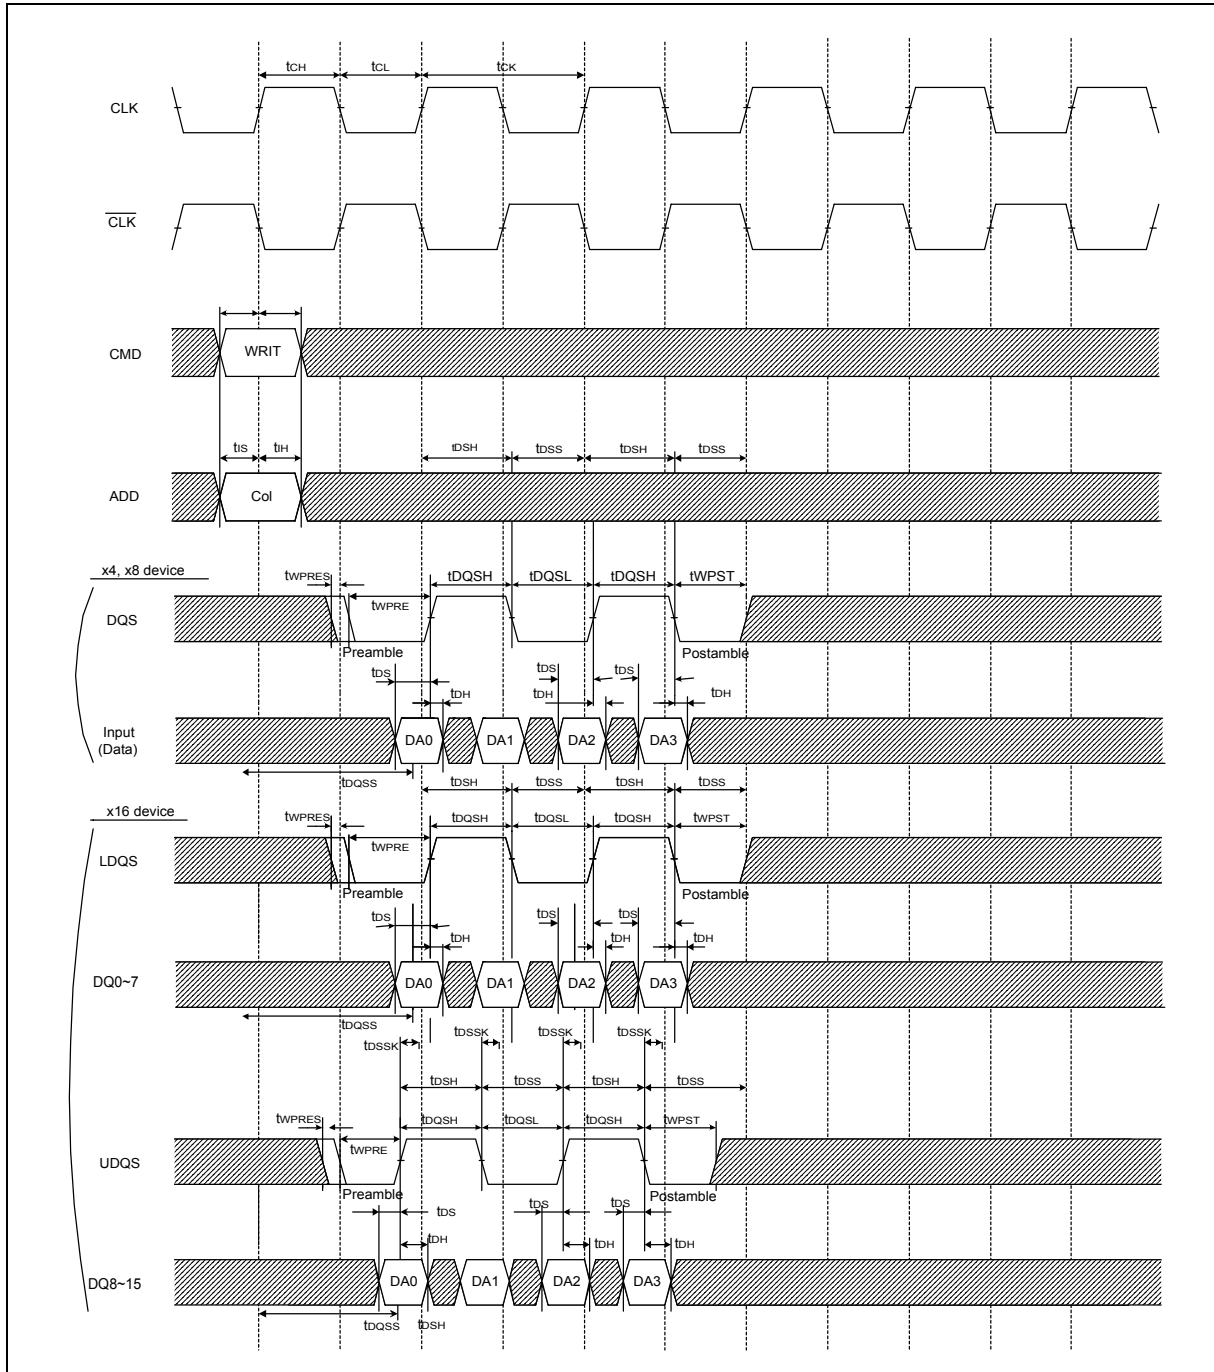 tCH tCL tCK
CLK
CLK
CMD WRIT
tIS tIH tDSH tDSS tDSH tDSS
ADD Col
x4, x8 device
tWPRES tWPRE tDQSH tDQSL tDQSH tWPST
DQS
Preamble Postamble
tDS tDS tDS
tDH tDH tDH
Input
(Data)
DA0 DA1 DA2 DA3
tDQSS tDSH tDSS tDSH tDSS
x16 device
tWPRES tWPRE tDQSH tDQSL tDQSH tWPST
LDQS
Preamble Postamble
tDS tDS tDS
tDH tDH tDH
DQ0~7 DA0 DA1 DA2 DA3
tDQSS
tDSSK tDSSK tDSSK tDSSK
tDSH tDSS tDSH tDSS
tWPRES tWPRE tDQSH tDQSL tDQSH tWPST
UDQS
Preamble Postamble
tDS tDS tDS
tDH tDH tDH
DQ8~15 DA0 DA1 DA2 DA3
tDQSS tDSH